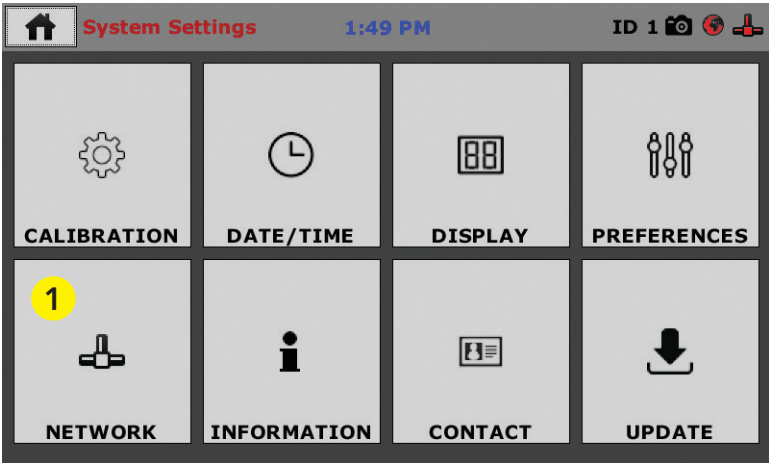 System Settings 1:49 PM ID 1
CALIBRATION DATE/TIME DISPLAY PREFERENCES
1
NETWORK INFORMATION CONTACT UPDATE